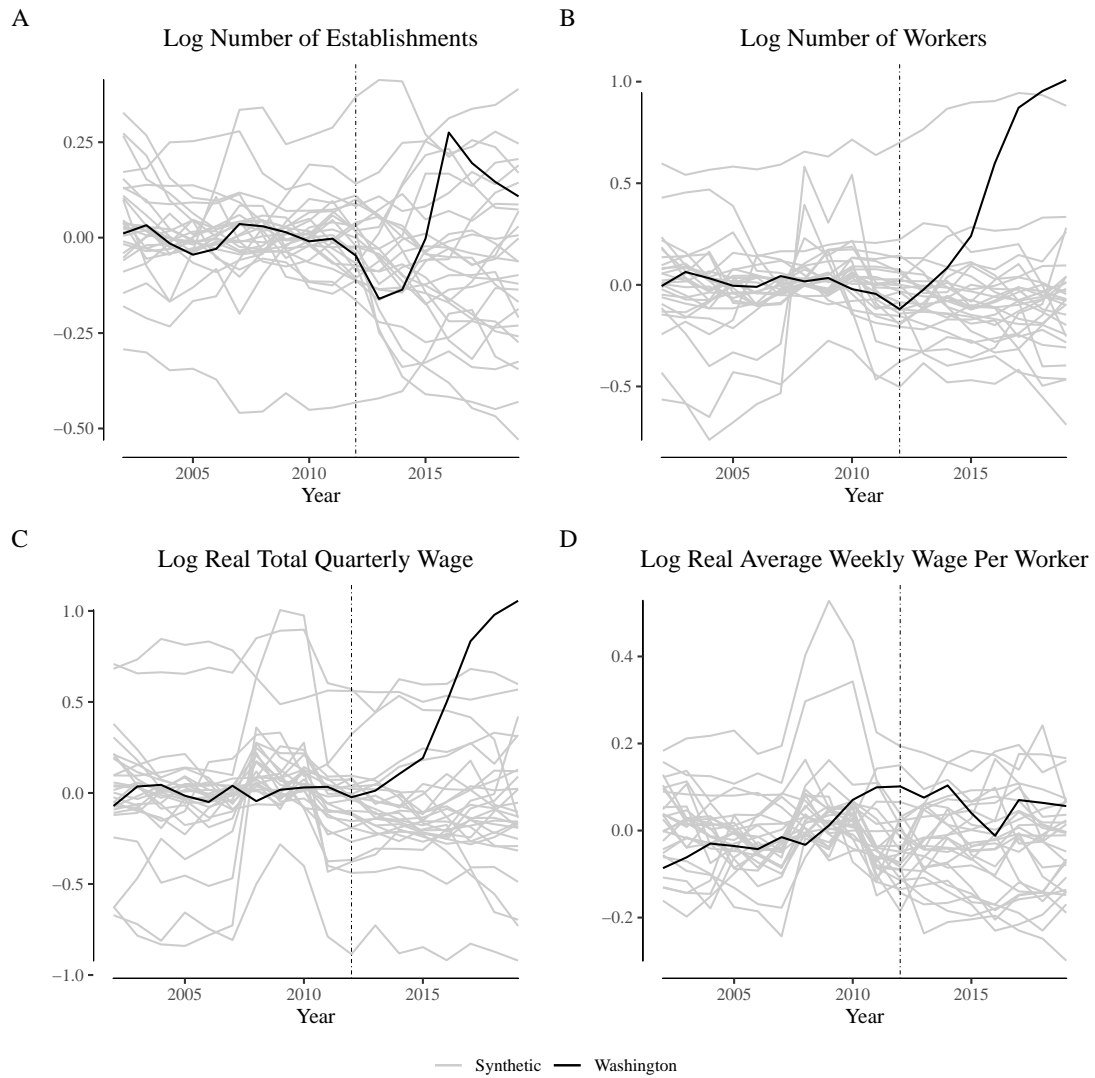 A
Log Number of Establishments
0.25
0.00
−0.25
−0.50
2005 2010 2015
Year
B
Log Number of Workers
1.0
0.5
0.0
−0.5
2005 2010 2015
Year
C
Log Real Total Quarterly Wage
1.0
0.5
0.0
−0.5
−1.0
2005 2010 2015
Year
D
Log Real Average Weekly Wage Per Worker
0.4
0.2
0.0
−0.2
2005 2010 2015
Year
Synthetic Washington